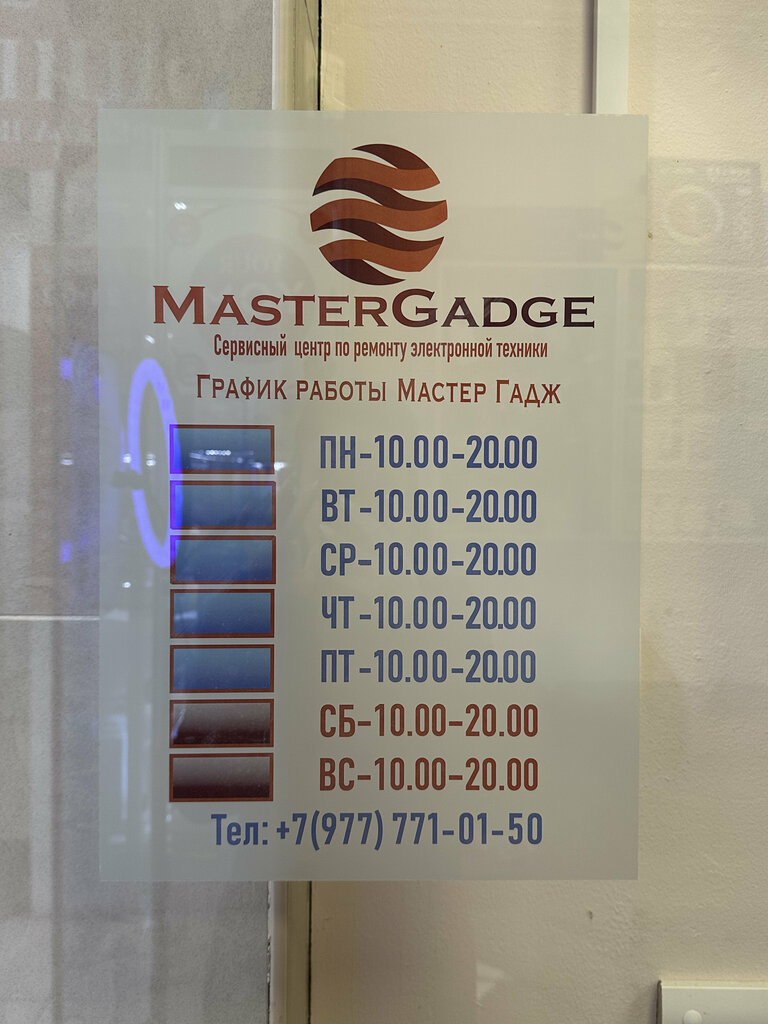 MASTERGADGE
Сервисный центр по ремонту электронной техники
ГРАФИК РАБОТЫ МАСТЕР ГАДЖ
ПН-10.00-20.00
ВТ-10.00-20.00
СР-10.00-20.00
ЧТ-10.00-20.00
ПТ-10.00-20.00
СБ-10.00-20.00
ВС-10.00-20.00
Тел: +7(977) 771-01-50